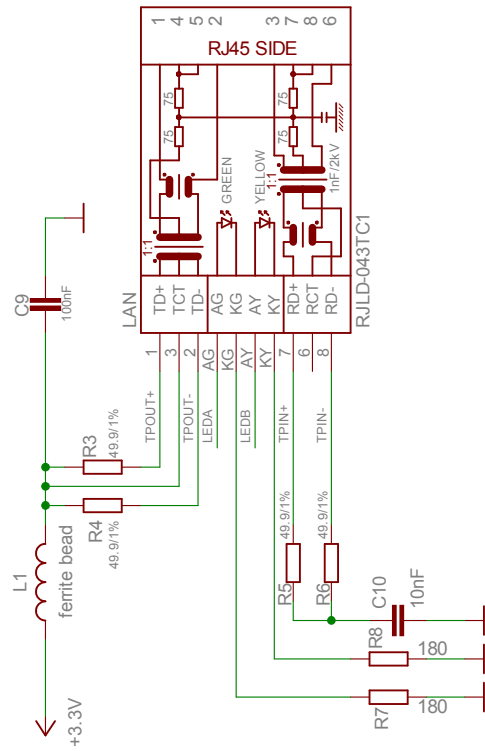 1 4 5 2 3 7 8 6
RJ45 SIDE
75 75
75 75
GREEN
YELLOW
1:1
1nF/2kV
1:1
C9
100nF
LAN
TD+
TCT
TD-
AG
KG
AY
KY
RD+
RCT
RD-
RJLD-043TC1
1
3
2
AG
KG
AY
KY
7
6
8
TPOUT+
TPOUT-
LEDA
LEDB
TPIN+
TPIN-
R3
49.9/1%
R4
49.9/1%
L1
ferrite bead
+3.3V
49.9/1%
R5
49.9/1%
R6
C10
10nF
R8
180
R7
180